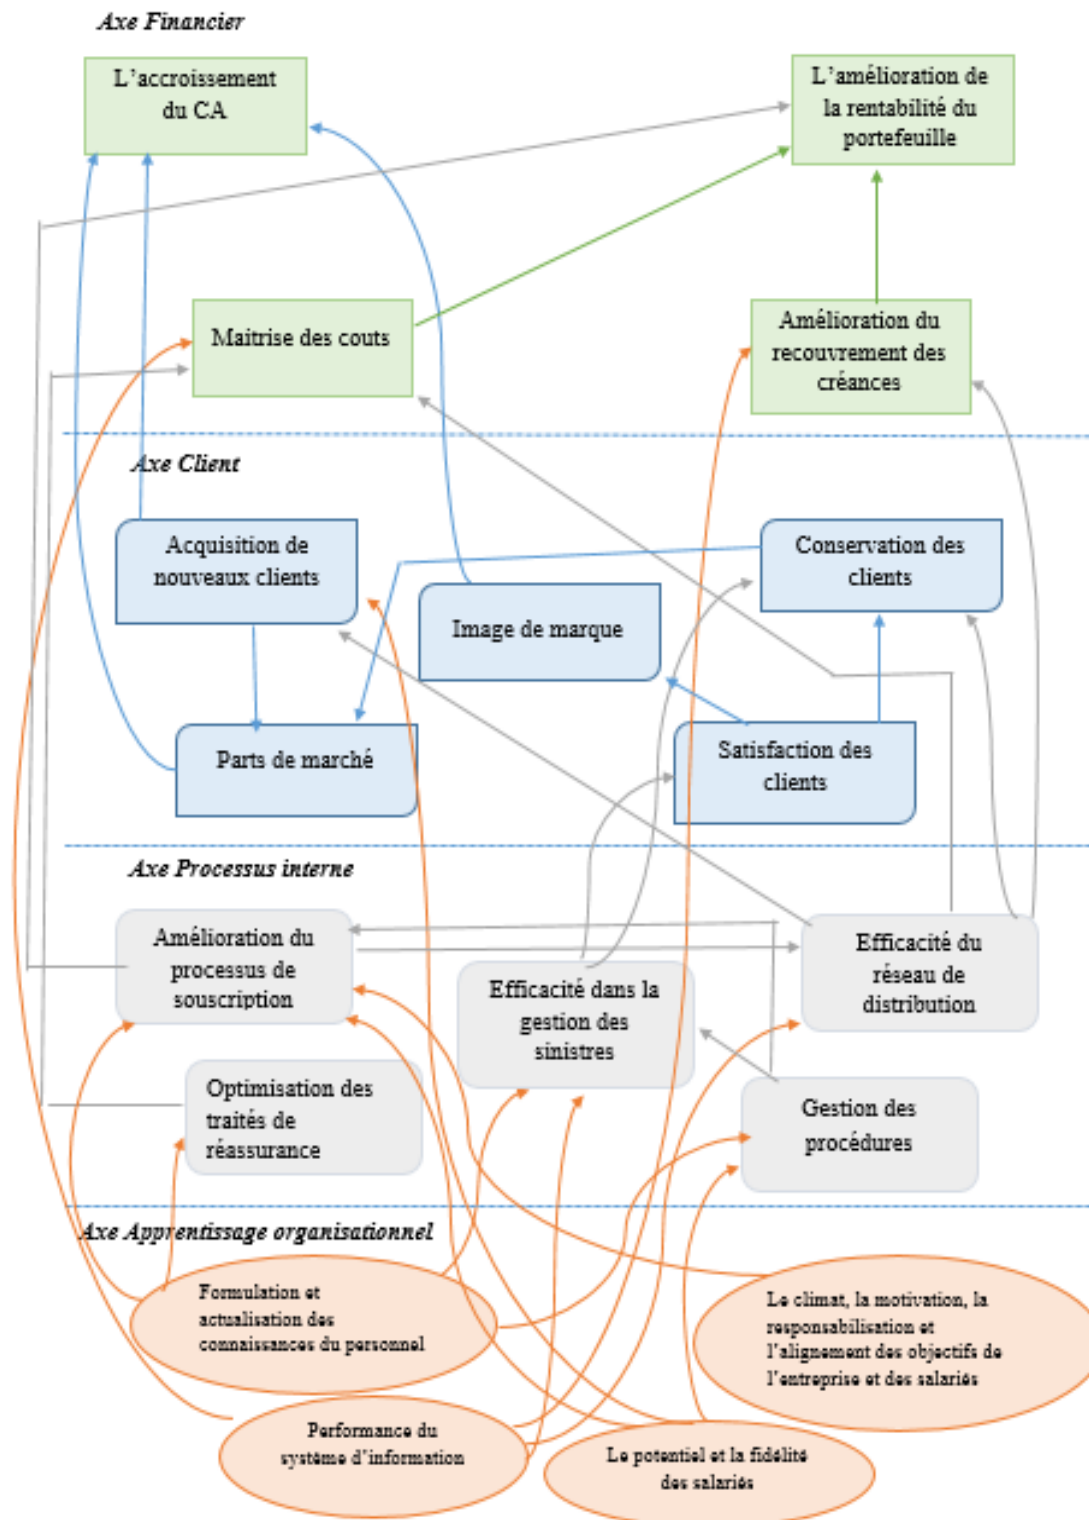 Axe Financier
L'accroissement
du CA
L'amélioration de
la rentabilité du
portefeuille
Maitrise des couts
Amélioration du
recouvrement des
créances
Axe Client
Acquisition de
nouveaux clients
Image de marque
Conservation des
clients
Parts de marché
Satisfaction des
clients
Axe Processus interne
Amélioration du
processus de
souscription
Efficacité dans la
gestion des
sinistres
Efficacité du
réseau de
distribution
Optimisation des
traités de
réassurance
Gestion des
procédures
Axe Apprentissage organisationnel
Formulation et
actualisation des
connaissances du personnel
Le climat, la motivation, la
responsabilisation et
l'alignement des objectifs de
l'entreprise et des salariés
Performance du
système d'information
Le potentiel et la fidélité
des salariés